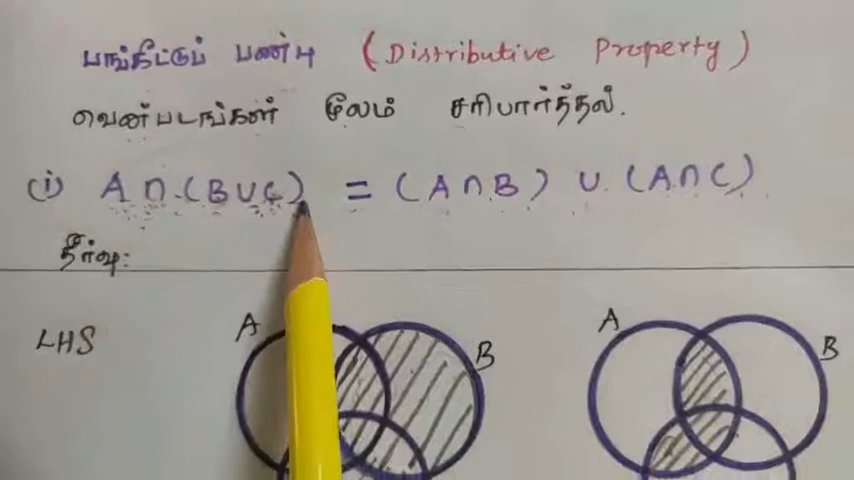 பங்கீட்டுப் பண்பு (Distributive Property)
வென்படங்கள் மூலம் சரிபார்த்தல்.
(i) A∩(B∪C) = (A∩B) ∪ (A∩C)
தீர்வு:
LHS
A B A B